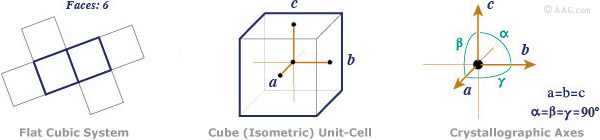 Faces: 6
Flat Cubic System
c
b
a
Cube (Isometric) Unit-Cell
© AAG.com
c
β
α
b
a
γ
a=b=c
α=β=γ=90°
Crystallographic Axes